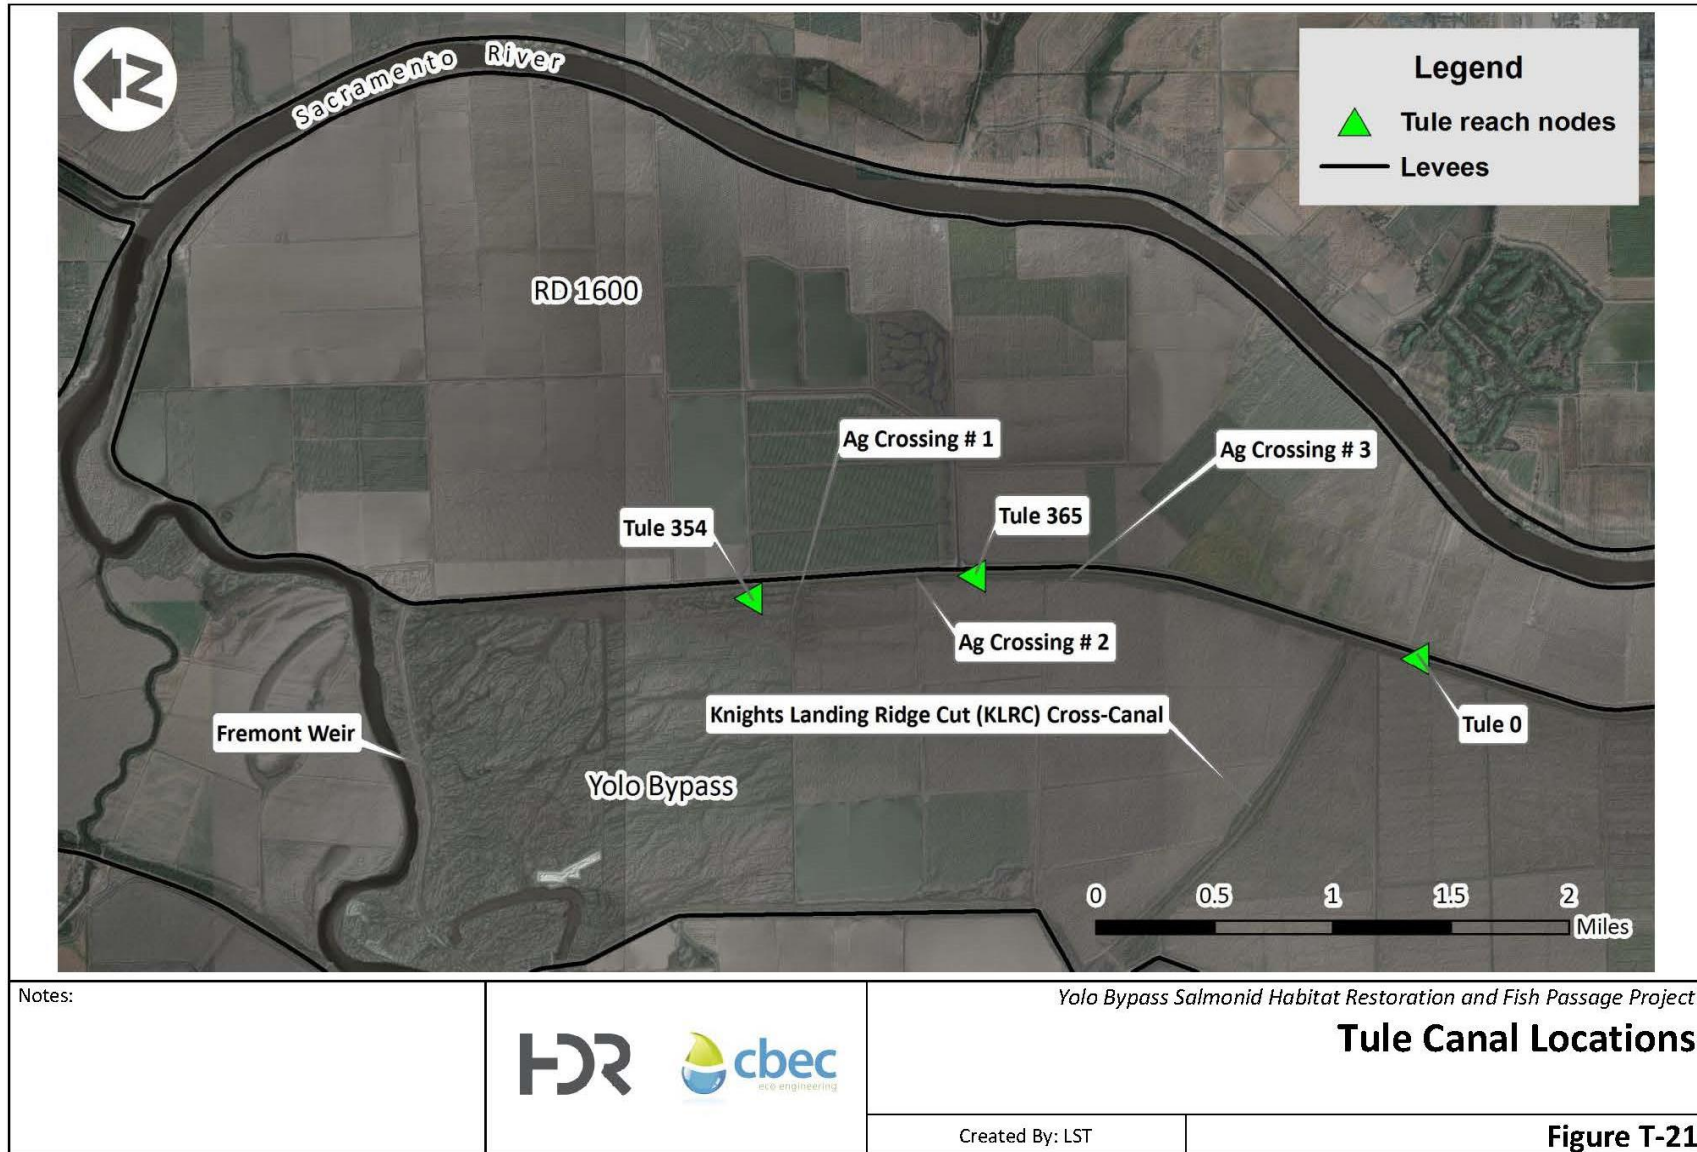 N
Sacramento River
Legend
Tule reach nodes
Levees
RD 1600
Ag Crossing # 1
Ag Crossing # 3
Tule 354
Tule 365
Ag Crossing # 2
Knights Landing Ridge Cut (KLRC) Cross-Canal
Tule 0
Fremont Weir
Yolo Bypass
0 0.5 1 1.5 2
Miles
Notes:
HDR
cbec
eco engineering
Yolo Bypass Salmonid Habitat Restoration and Fish Passage Project
Tule Canal Locations
Created By: LST
Figure T-21